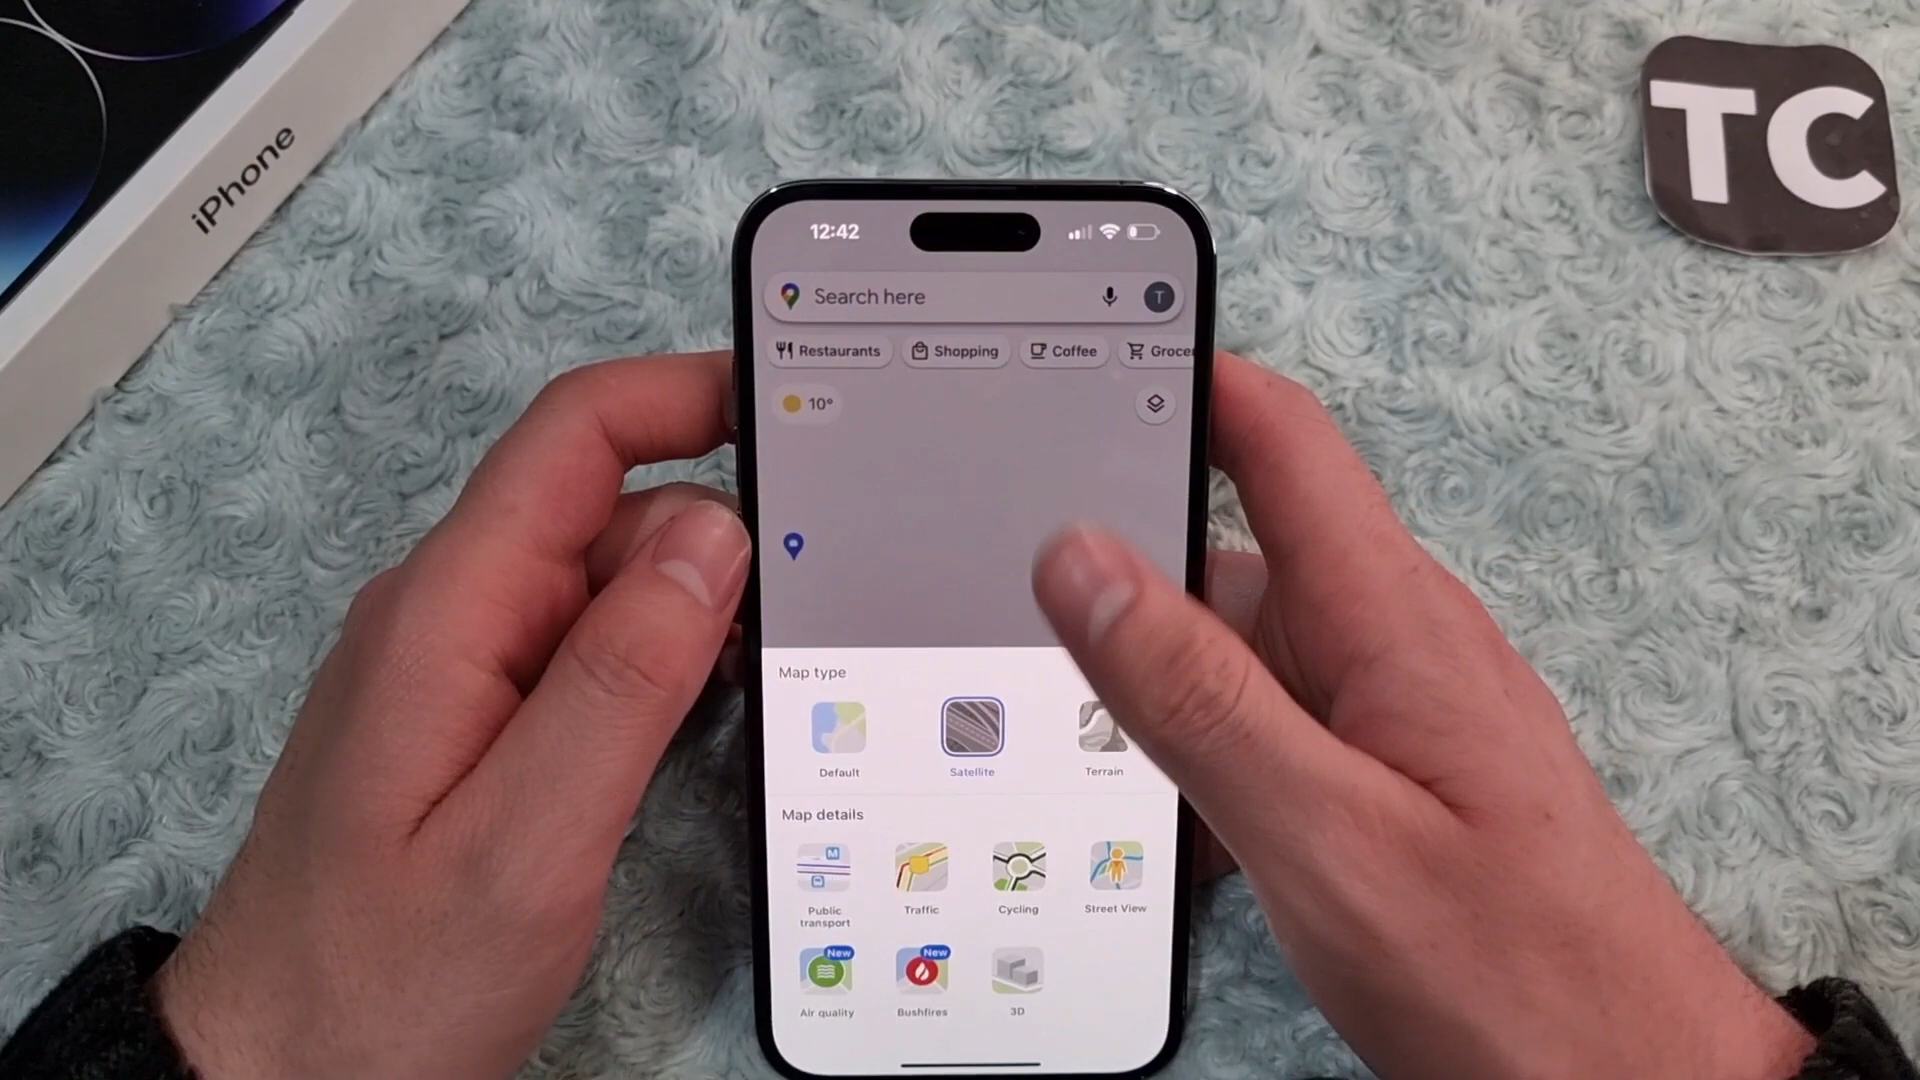 iPhone
TC
12:42
Search here
T
Restaurants
Shopping
Coffee
Grocer
10°
Map type
Default
Satellite
Terrain
Map details
M
Public
transport
Traffic
Cycling
Street View
New
New
Air quality
Bushfires
3D